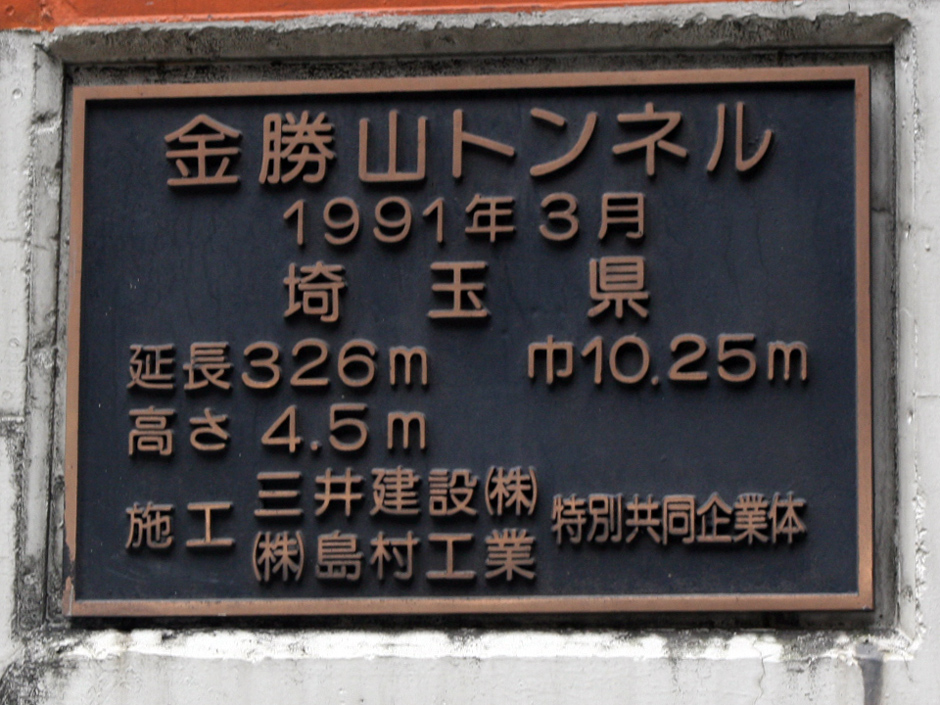 金勝山トンネル
1991年3月
埼玉県
延長326m 巾10.25m
高さ4.5m
施工 三井建設(株) 特別共同企業体
(株)島村工業